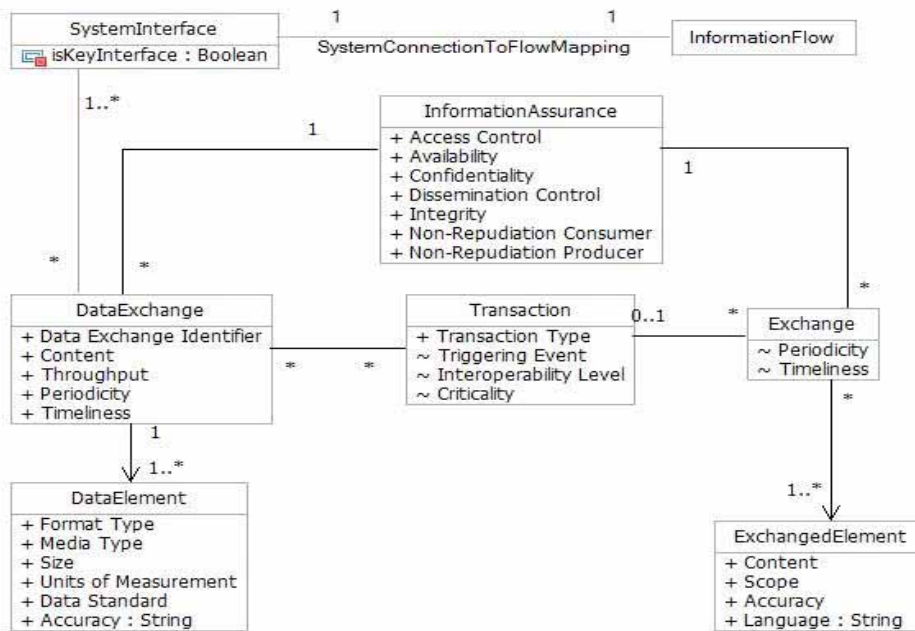 SystemInterface
isKeyInterface : Boolean
1
1
SystemConnectionToFlowMapping
InformationFlow
1..*
1
InformationAssurance
+ Access Control
+ Availability
+ Confidentiality
+ Dissemination Control
+ Integrity
+ Non-Repudiation Consumer
+ Non-Repudiation Producer
1
*
*
*
DataExchange
+ Data Exchange Identifier
+ Content
+ Throughput
+ Periodicity
+ Timeliness
*
*
Transaction
+ Transaction Type
~ Triggering Event
~ Interoperability Level
~ Criticality
0..1
*
Exchange
~ Periodicity
~ Timeliness
*
1
1..*
DataElement
+ Format Type
+ Media Type
+ Size
+ Units of Measurement
+ Data Standard
+ Accuracy : String
1..*
ExchangedElement
+ Content
+ Scope
+ Accuracy
+ Language : String